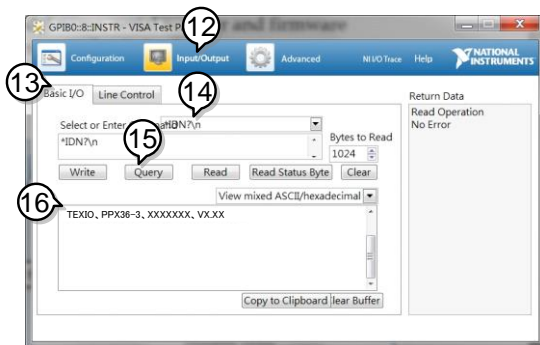 GPIB0::8::INSTR - VISA Test P
12
Configuration
Input/Output
Advanced
NI I/O Trace
Help
NATIONAL INSTRUMENTS
13
Basic I/O
Line Control
14
Return Data
Select or Enter
*IDN?\n
Read Operation
No Error
*IDN?\n
15
Bytes to Read
1024
Write
Query
Read
Read Status Byte
Clear
View mixed ASCII/hexadecimal
16
TEXIO、PPX36-3、XXXXXXX、VX.XX
Copy to Clipboard
lear Buffer